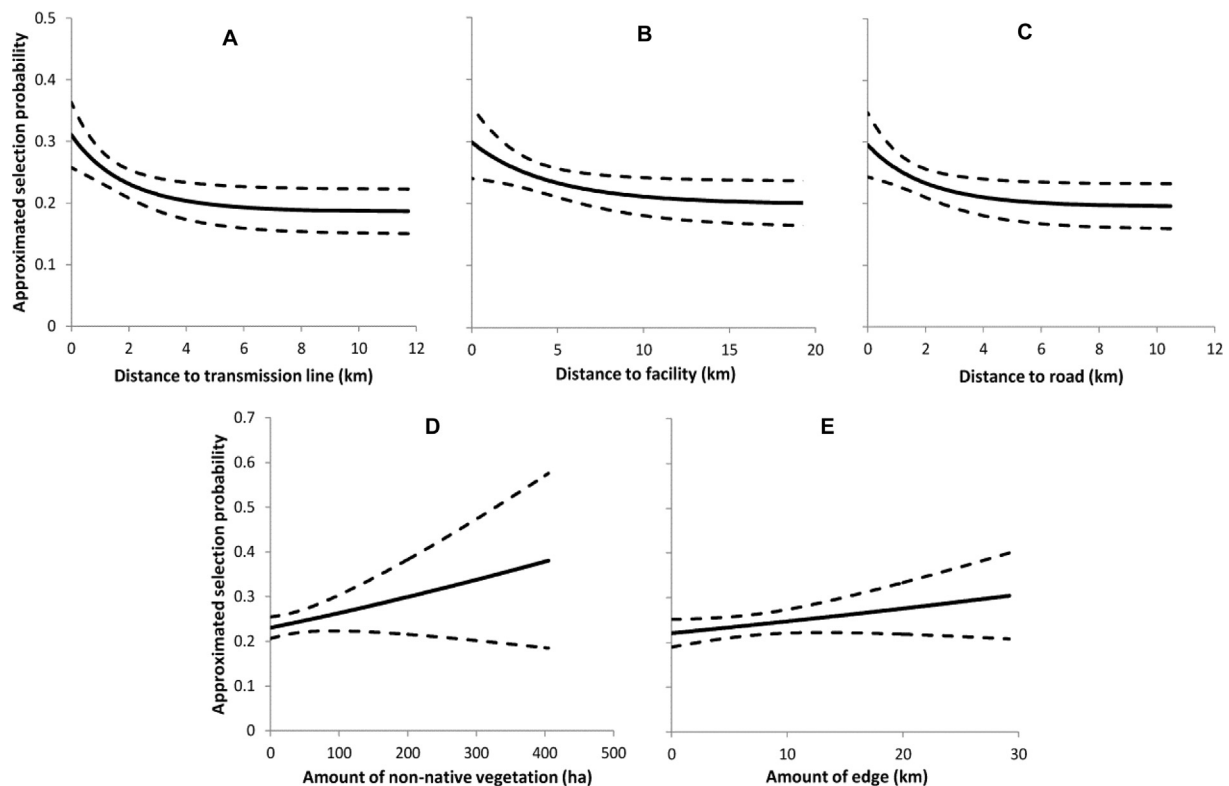 A
B
C
Approximated selection probability
0.5
0.4
0.3
0.2
0.1
0
0 2 4 6 8 10 12
Distance to transmission line (km)
0 5 10 15 20
Distance to facility (km)
0 2 4 6 8 10 12
Distance to road (km)
D
E
Approximated selection probability
0.7
0.6
0.5
0.4
0.3
0.2
0.1
0
0 100 200 300 400 500
Amount of non-native vegetation (ha)
0 10 20 30
Amount of edge (km)